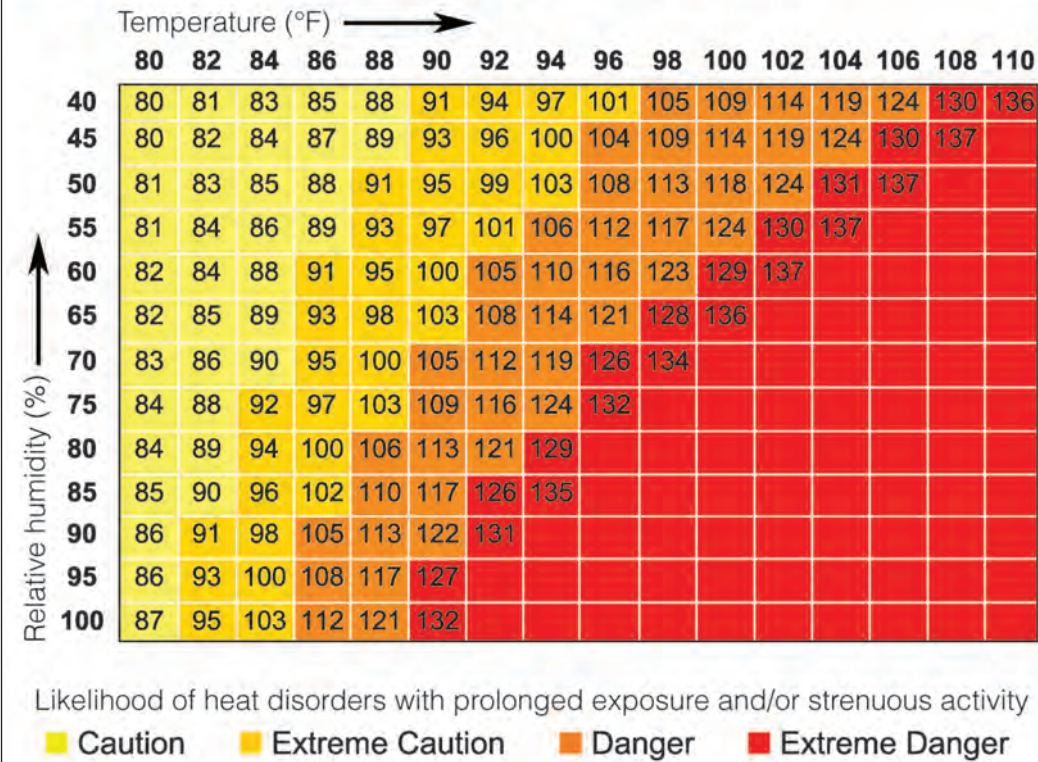 Temperature (°F)
80 82 84 86 88 90 92 94 96 98 100 102 104 106 108 110
40 80 81 83 85 88 91 94 97 101 105 109 114 119 124 130 136
45 80 82 84 87 89 93 96 100 104 109 114 119 124 130 137
50 81 83 85 88 91 95 99 103 108 113 118 124 131 137
55 81 84 86 89 93 97 101 106 112 117 124 130 137
60 82 84 88 91 95 100 105 110 116 123 129 137
65 82 85 89 93 98 103 108 114 121 128 136
70 83 86 90 95 100 105 112 119 126 134
75 84 88 92 97 103 109 116 124 132
80 84 89 94 100 106 113 121 129
85 85 90 96 102 110 117 126 135
90 86 91 98 105 113 122 131
95 86 93 100 108 117 127
100 87 95 103 112 121 132
Relative humidity (%)
Likelihood of heat disorders with prolonged exposure and/or strenuous activity
Caution Extreme Caution Danger Extreme Danger